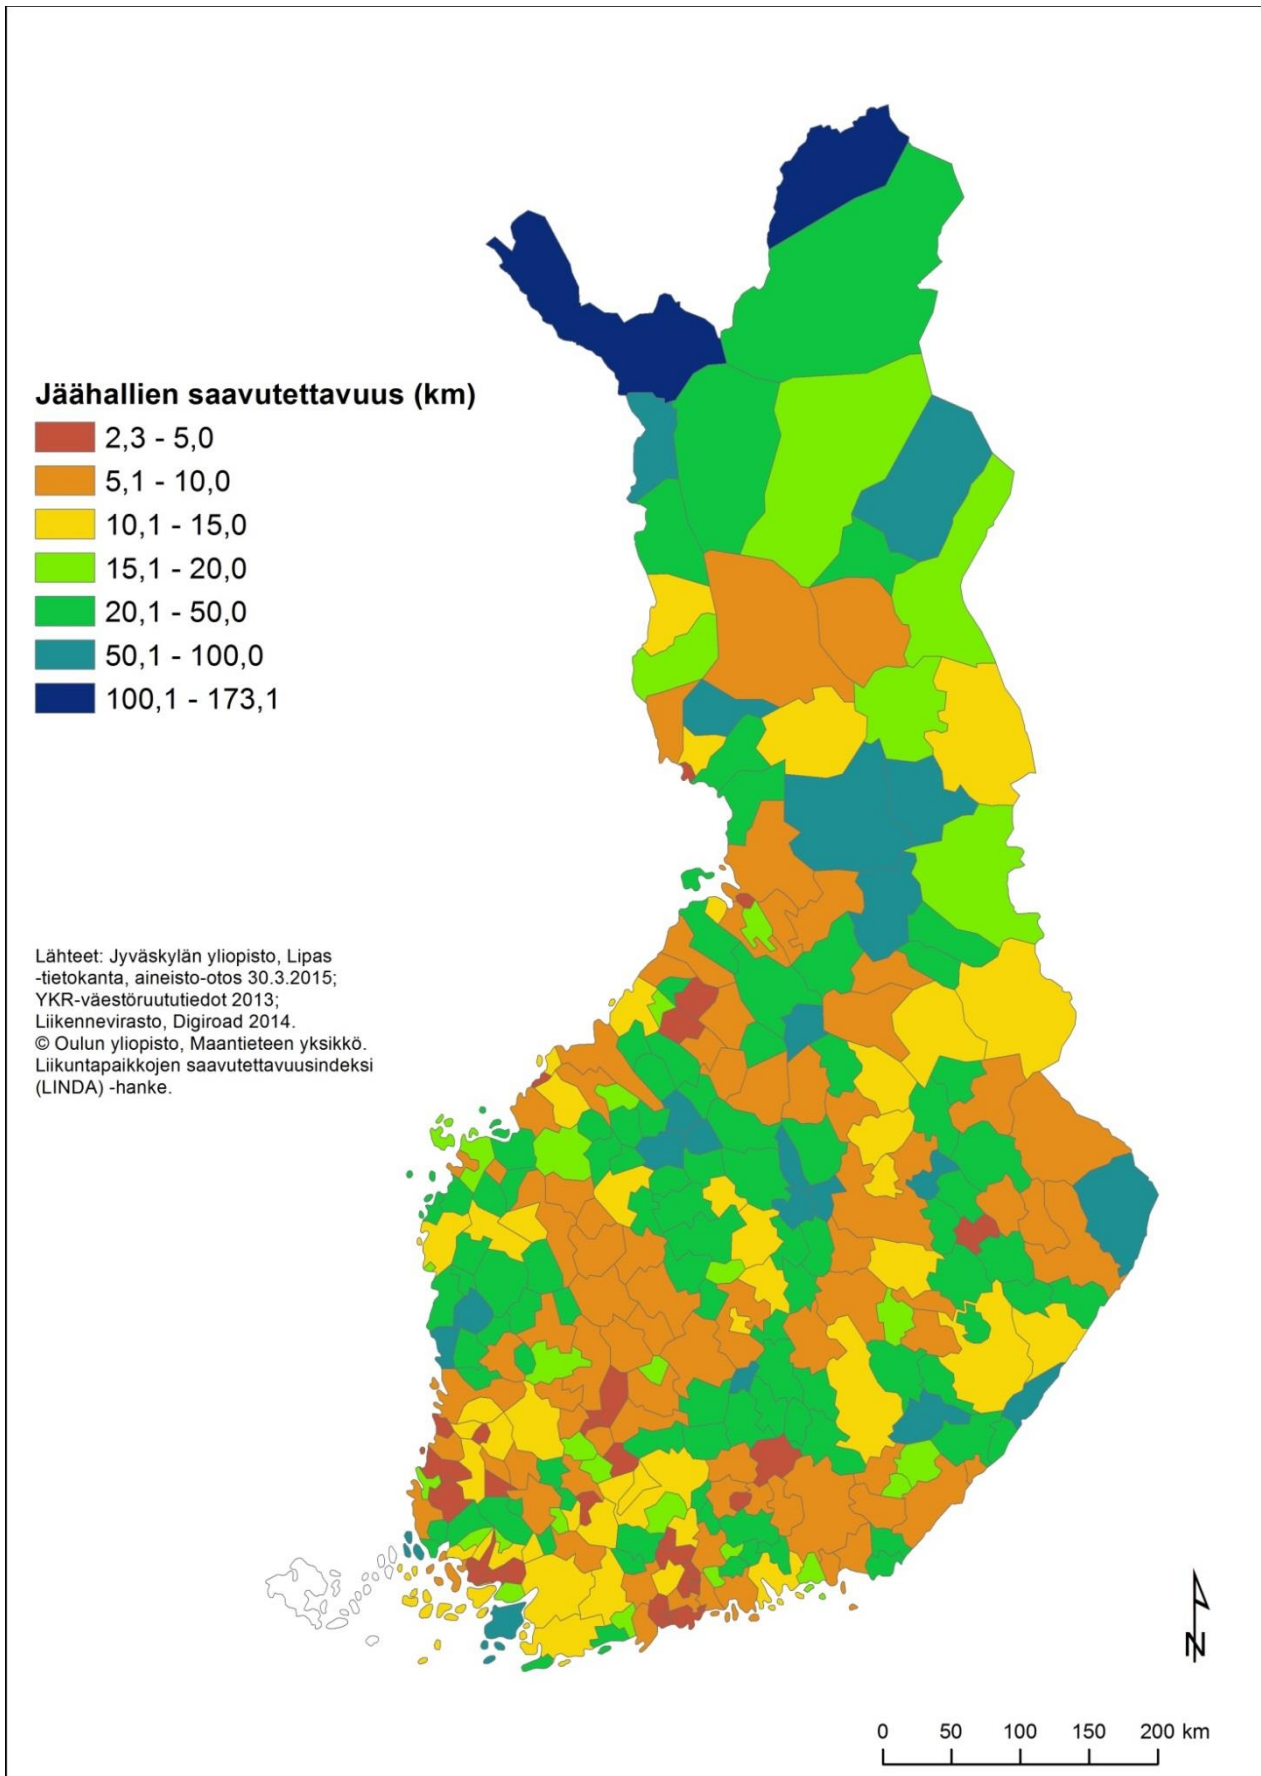 Jäähallien saavutettavuus (km)
2,3 - 5,0
5,1 - 10,0
10,1 - 15,0
15,1 - 20,0
20,1 - 50,0
50,1 - 100,0
100,1 - 173,1
Lähteet: Jyväskylän yliopisto, Lipas
-tietokanta, aineisto-otos 30.3.2015;
YKR-väestöruututiedot 2013;
Liikennevirasto, Digiroad 2014.
© Oulun yliopisto, Maantieteen yksikkö.
Liikuntapaikkojen saavutettavuusindeksi
(LINDA) -hanke.
N
0 50 100 150 200 km